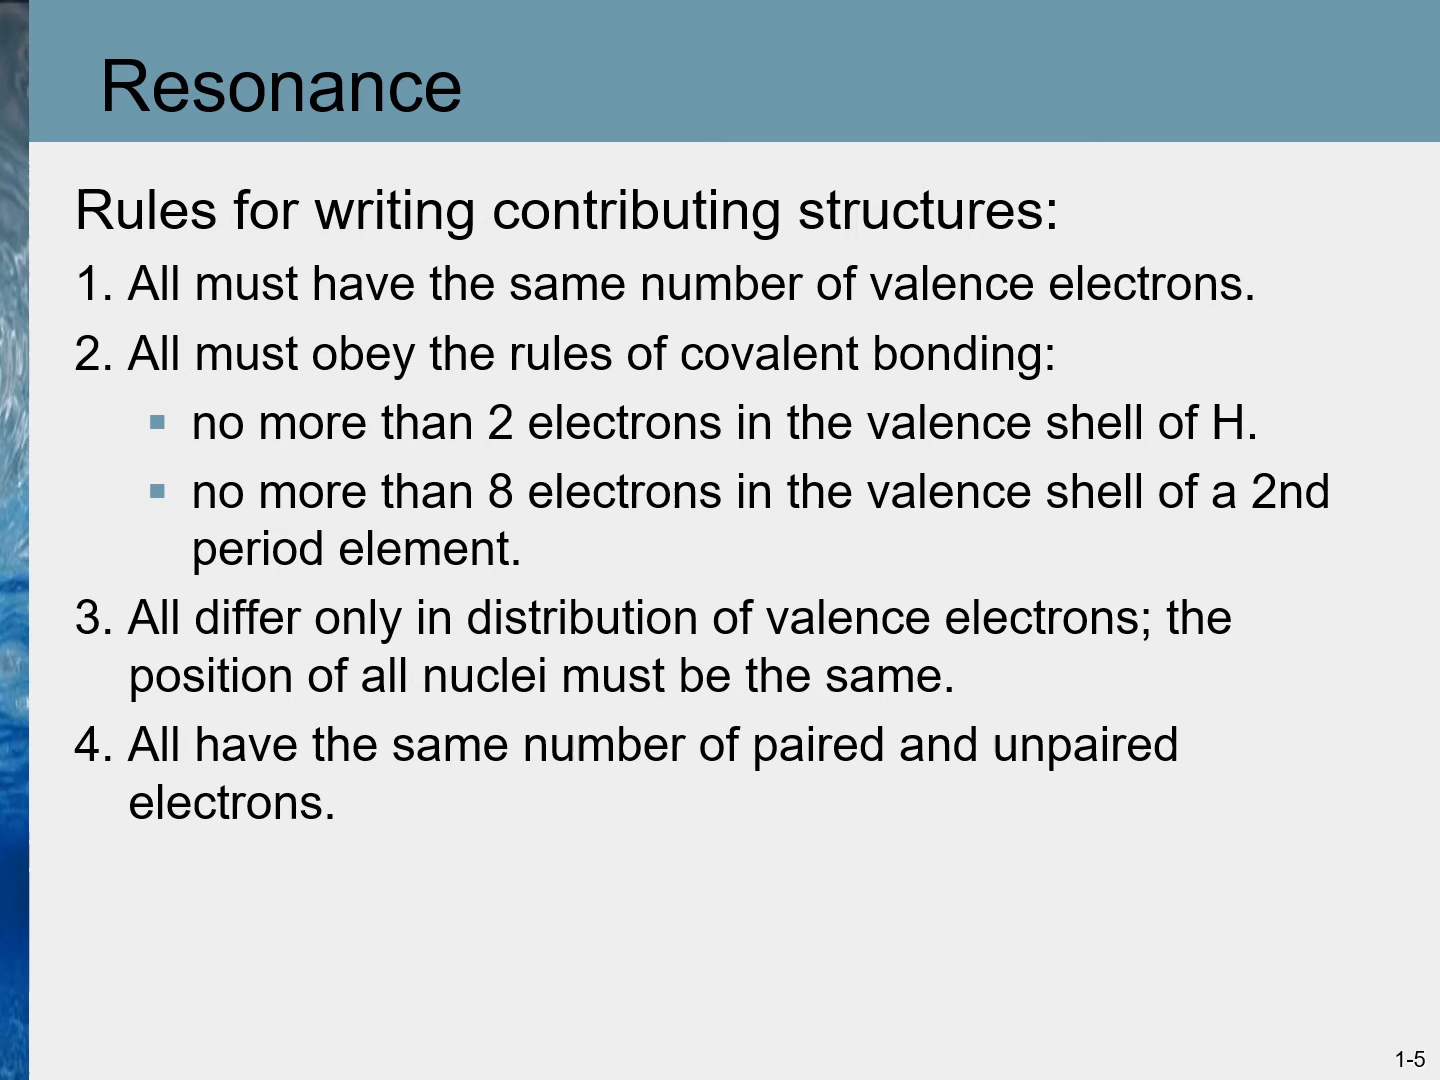 Resonance
Rules for writing contributing structures:
1. All must have the same number of valence electrons.
2. All must obey the rules of covalent bonding:
▪ no more than 2 electrons in the valence shell of H.
▪ no more than 8 electrons in the valence shell of a 2nd
period element.
3. All differ only in distribution of valence electrons; the
position of all nuclei must be the same.
4. All have the same number of paired and unpaired
electrons.
1-5